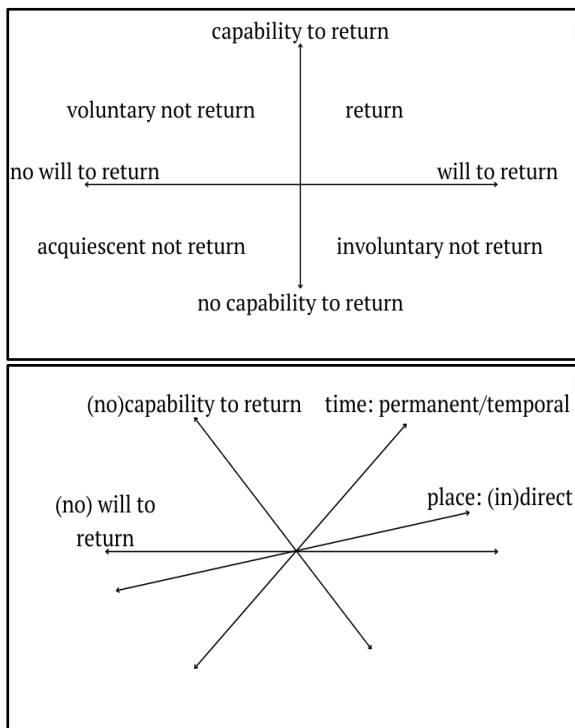 capability to return
voluntary not return
return
no will to return
will to return
acquiescent not return
involuntary not return
no capability to return
(no)capability to return
time: permanent/temporal
place: (in)direct
(no) will to
return